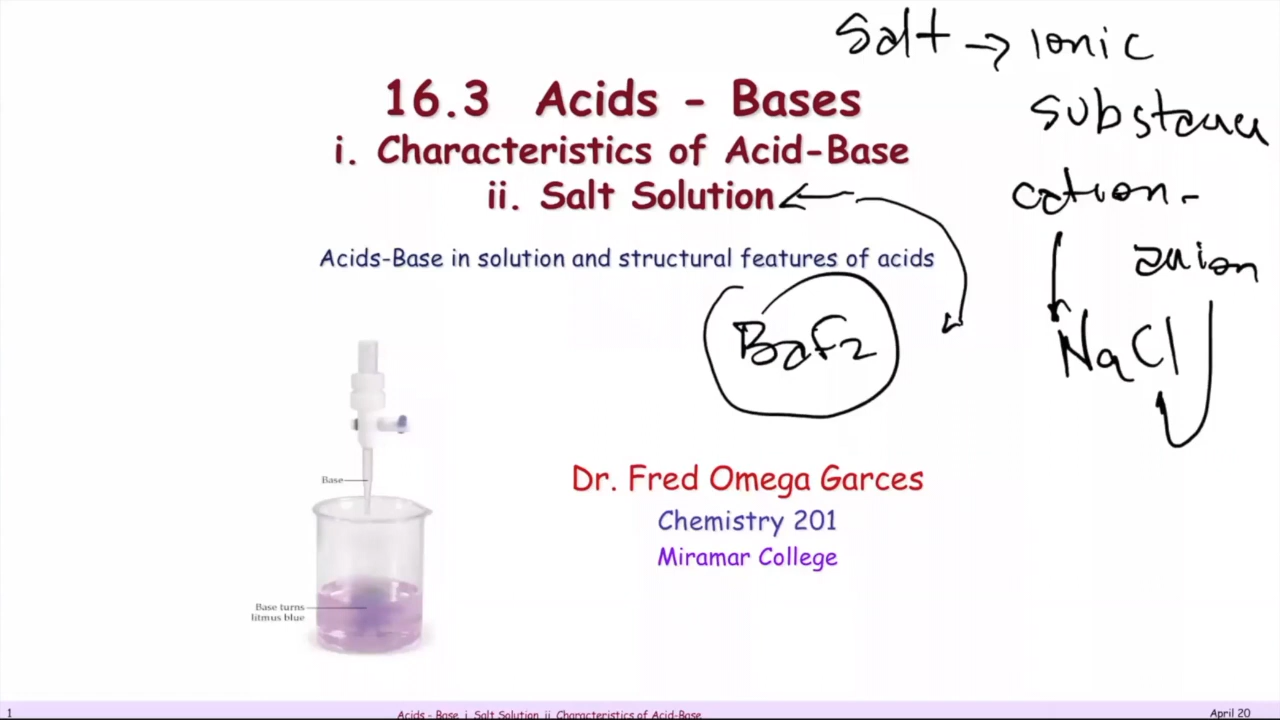 Salt → ionic
substance
cation -
anion
NaCl
16.3 Acids - Bases
i. Characteristics of Acid-Base
ii. Salt Solution
Acids-Base in solution and structural features of acids
BaF2
Dr. Fred Omega Garces
Chemistry 201
Miramar College
Base
Base turns
litmus blue
1
Acids - Base i Salt Solution ii Characteristics of Acid-Base
April 20